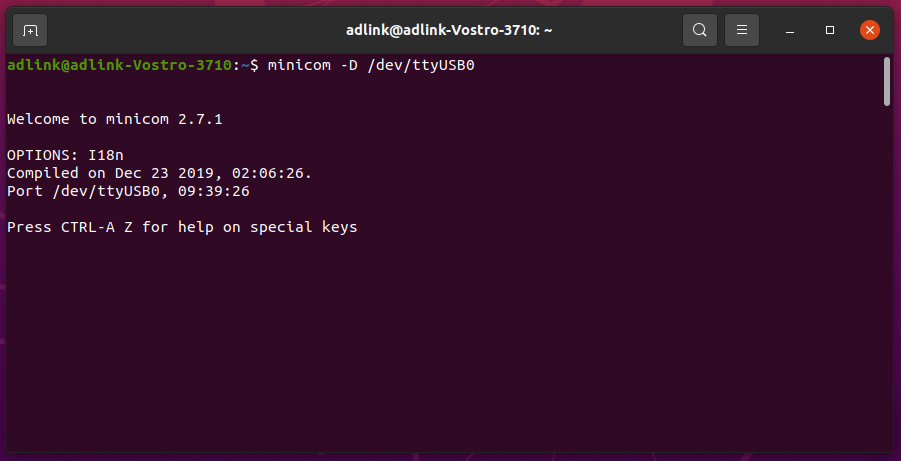 adlink@adlink-Vostro-3710: ~
adlink@adlink-Vostro-3710:~$ minicom -D /dev/ttyUSB0
Welcome to minicom 2.7.1
OPTIONS: I18n
Compiled on Dec 23 2019, 02:06:26.
Port /dev/ttyUSB0, 09:39:26
Press CTRL-A Z for help on special keys